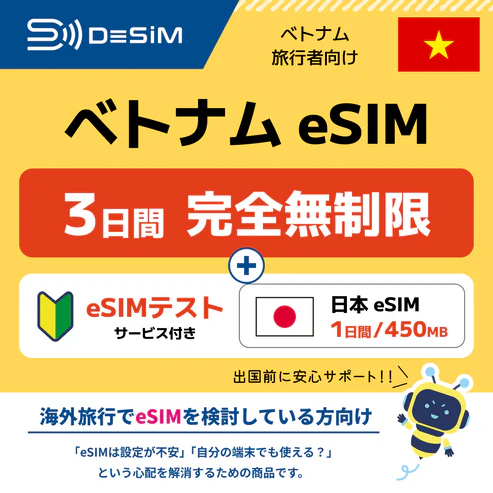 DeSiM
ベトナム
旅行者向け
ベトナム eSIM
3日間 完全無制限
+
eSIMテスト
サービス付き
日本 eSIM
1日間/450MB
出国前に安心サポート!!
海外旅行でeSIMを検討している方向け
「eSIMは設定が不安」「自分の端末でも使える?」
という心配を解消するための商品です。